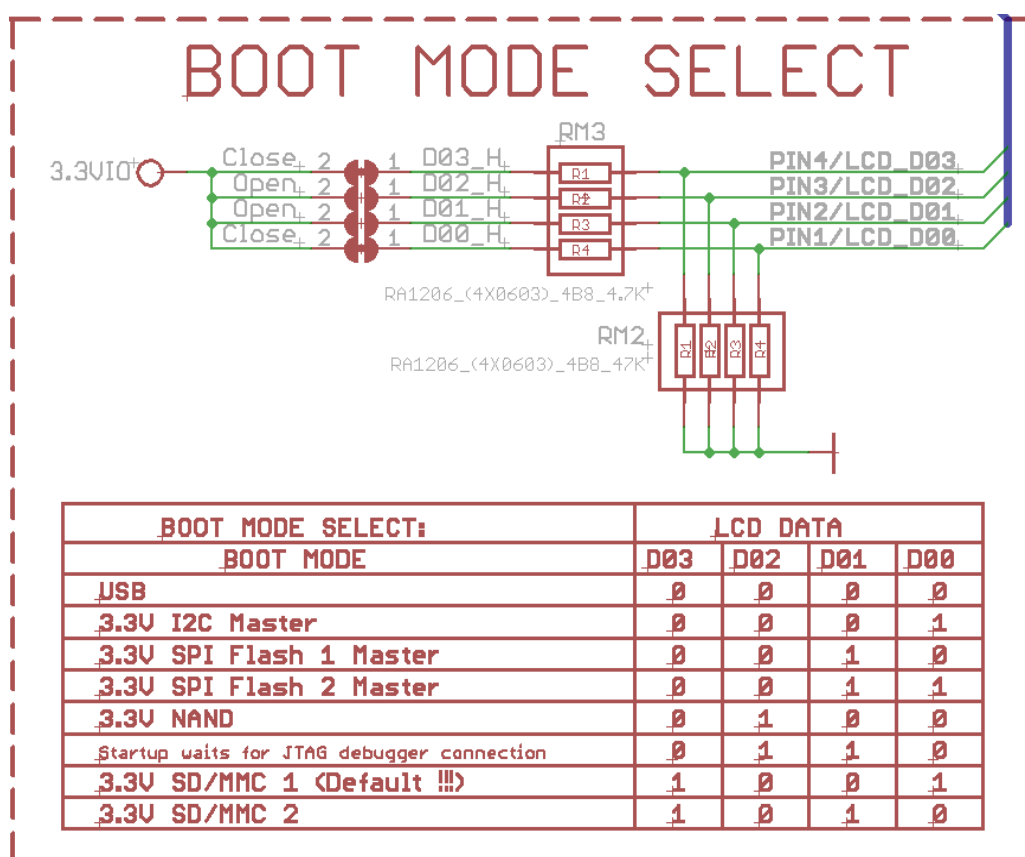 BOOT MODE SELECT
RM3
3.3VIO
Close 2 1 D03_H R1 PIN4/LCD_D03
Open 2 1 D02_H R2 PIN3/LCD_D02
Open 2 1 D01_H R3 PIN2/LCD_D01
Close 2 1 D00_H R4 PIN1/LCD_D00
RA1206_(4X0603)_4B8_4.7K
RM2
R1 R2 R3 R4
RA1206_(4X0603)_4B8_47K
BOOT MODE SELECT: LCD DATA
BOOT MODE D03 D02 D01 D00
USB 0 0 0 0
3.3V I2C Master 0 0 0 1
3.3V SPI Flash 1 Master 0 0 1 0
3.3V SPI Flash 2 Master 0 0 1 1
3.3V NAND 0 1 0 0
Startup waits for JTAG debugger connection 0 1 1 0
3.3V SD/MMC 1 (Default !!!) 1 0 0 1
3.3V SD/MMC 2 1 0 1 0